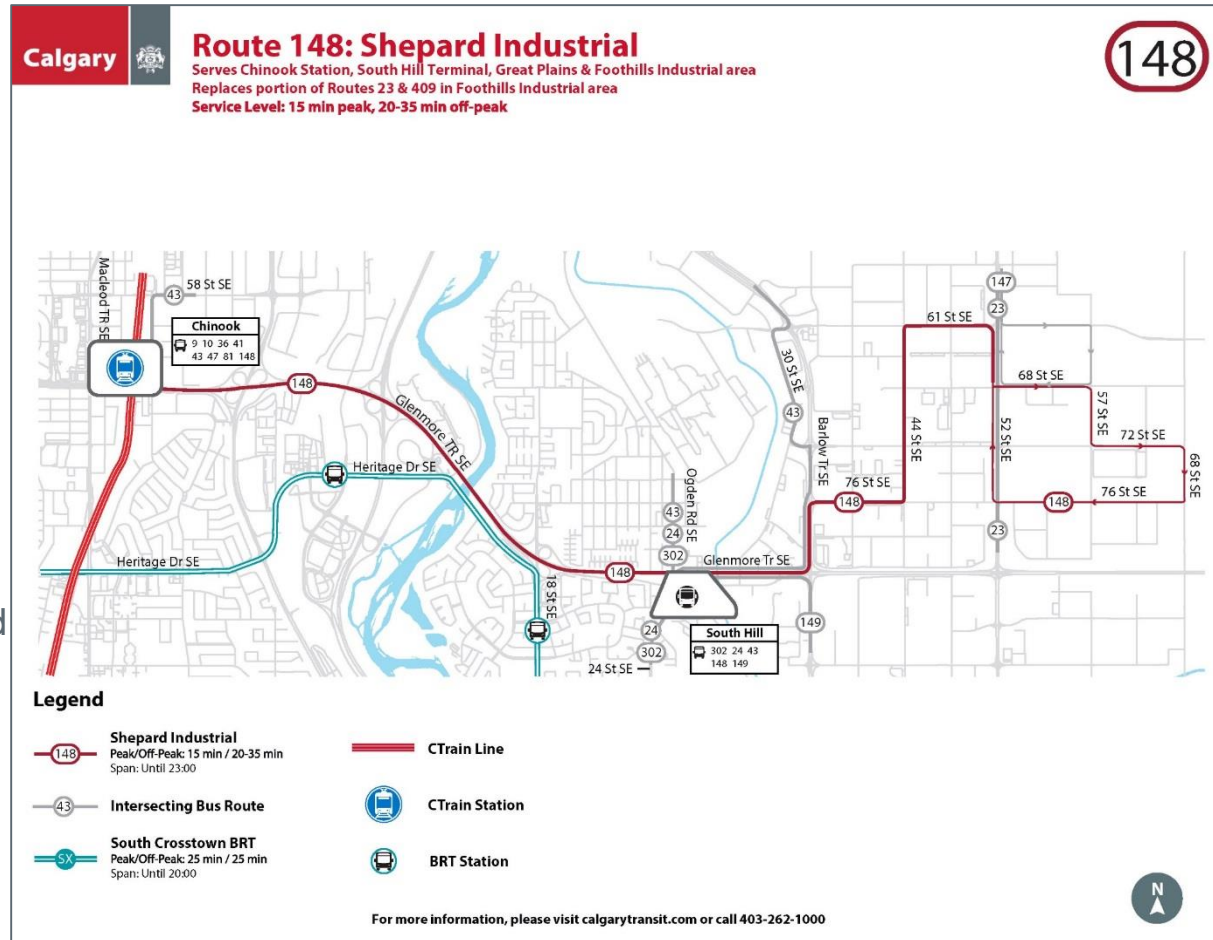 Calgary
Route 148: Shepard Industrial
Serves Chinook Station, South Hill Terminal, Great Plains & Foothills Industrial area
Replaces portion of Routes 23 & 409 in Foothills Industrial area
Service Level: 15 min peak, 20-35 min off-peak
148
Macleod TR SE
43
58 St SE
Chinook
9 10 36 41
43 47 81 148
148
Glenmore TR SE
Heritage Dr SE
Heritage Dr SE
18 St SE
148
Ogden Rd SE
43
24
302
Glenmore Tr SE
24
302
24 St SE
South Hill
302 24 43
148 149
149
30 St SE
43
Barlow Tr SE
76 St SE
148
44 St SE
61 St SE
147
23
52 St SE
23
68 St SE
57 St SE
72 St SE
68 St SE
76 St SE
148
d
Legend
148
Shepard Industrial
Peak/Off-Peak: 15 min / 20-35 min
Span: Until 23:00
43
Intersecting Bus Route
SX
South Crosstown BRT
Peak/Off-Peak: 25 min / 25 min
Span: Until 20:00
CTrain Line
CTrain Station
BRT Station
N
For more information, please visit calgarytransit.com or call 403-262-1000